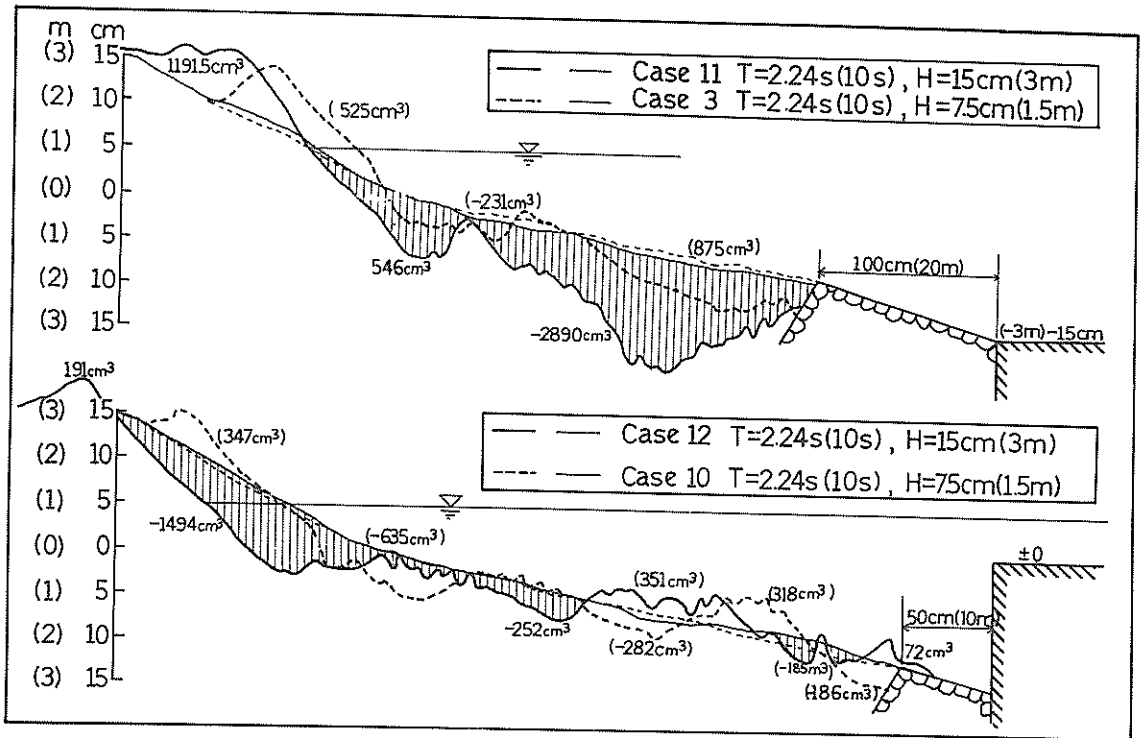 m cm
(3) 15
(2) 10
(1) 5
(0) 0
(1) 5
(2) 10
(3) 15
1191.5cm³
(525cm³)
Case 11 T=2.24s(10s), H=15cm(3m)
Case 3 T=2.24s(10s), H=7.5cm(1.5m)
(-231cm³)
(875cm³)
546cm³
-2890cm³
100cm(20m)
(-3m)-15cm
191cm³
(3) 15
(2) 10
(1) 5
(0) 0
(1) 5
(2) 10
(3) 15
(347cm³)
Case 12 T=2.24s(10s), H=15cm(3m)
Case 10 T=2.24s(10s), H=75cm(1.5m)
-1494cm³
(-635cm³)
±0
(351cm³)
(318cm³)
50cm(10m)
-252cm³
(-282cm³)
(-185m³)
(-186cm³)
72cm³